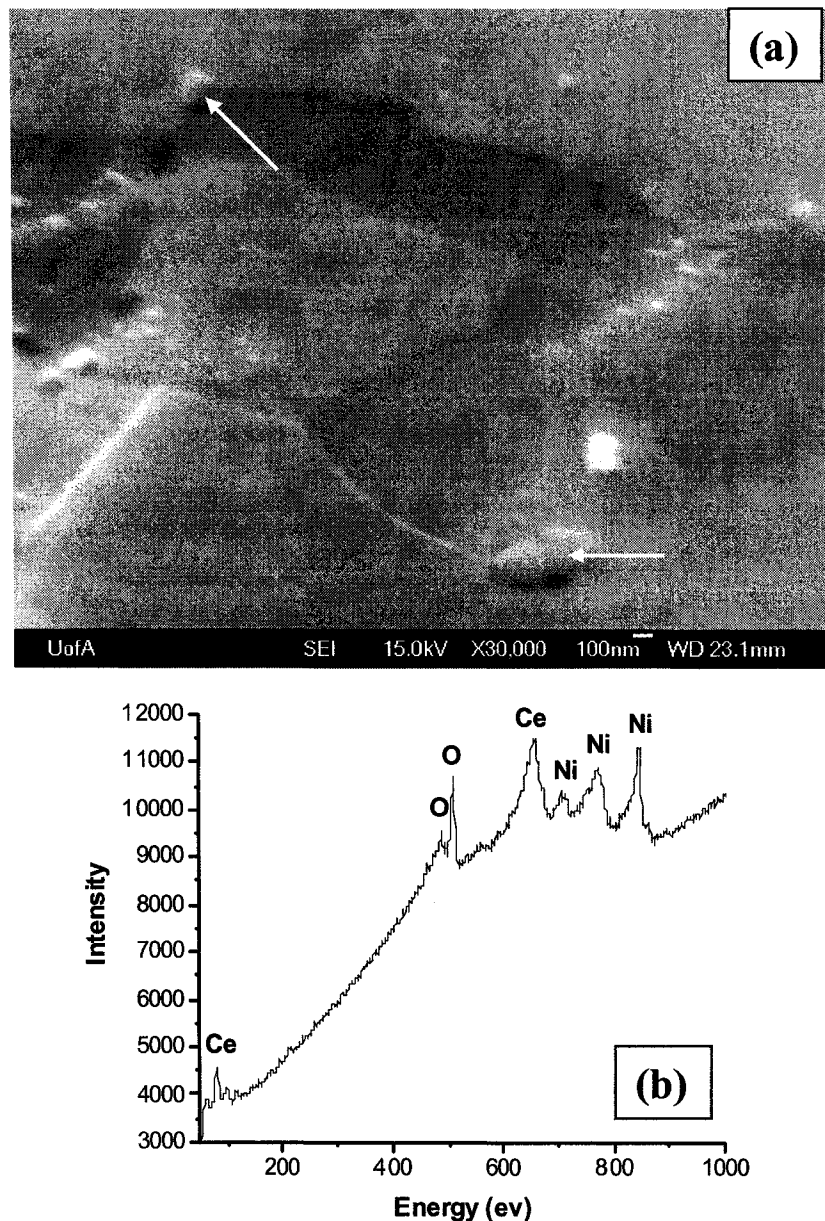 (a)
UofA SEI 15.0kV X30,000 100nm WD 23.1mm
12000
11000
10000
9000
8000
7000
6000
5000
4000
3000
Intensity
Ce
O
O
Ce
Ni
Ni
Ni
(b)
200 400 600 800 1000
Energy (ev)